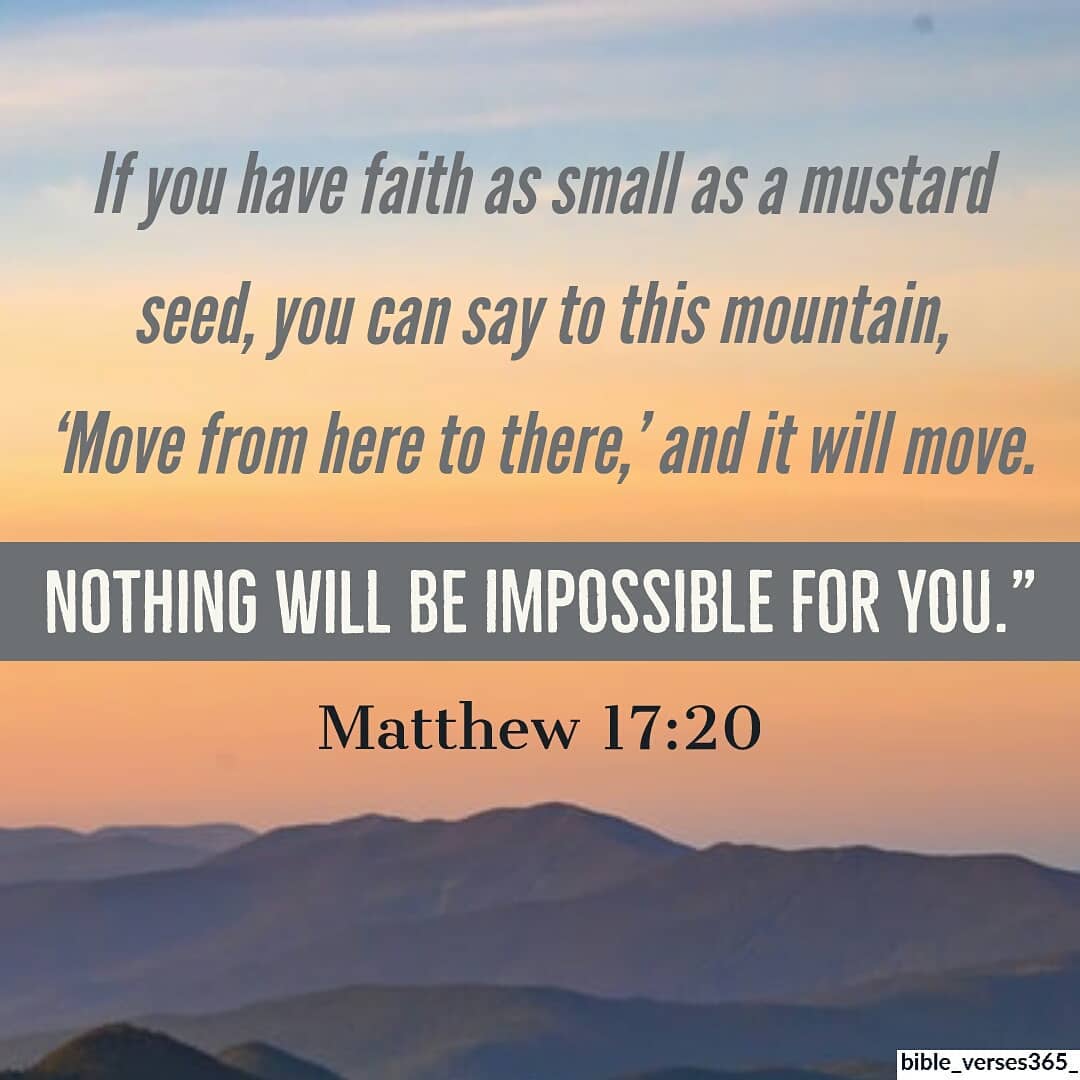 If you have faith as small as a mustard
seed, you can say to this mountain,
‘Move from here to there,’ and it will move.
NOTHING WILL BE IMPOSSIBLE FOR YOU.”
Matthew 17:20
bible_verses365_